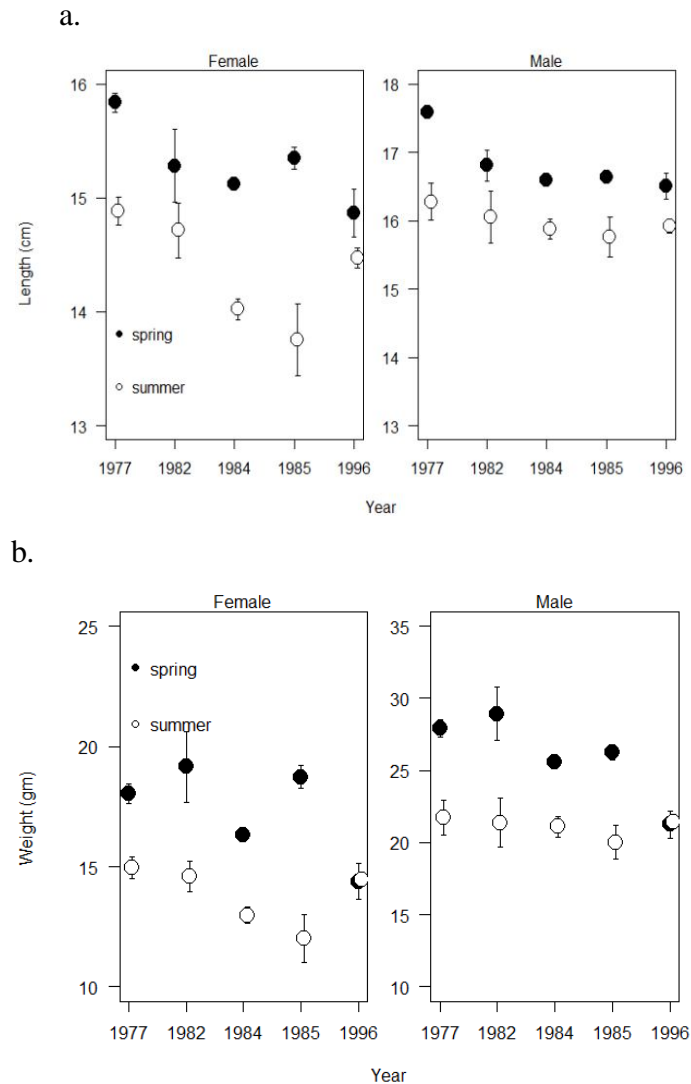 a.
Female Male
16 18
17
15 16
Length (cm)
15
14
spring
14
summer
13 13
1977 1982 1984 1985 1996 1977 1982 1984 1985 1996
Year
b.
Female Male
25 35
spring
30
summer
20 25
Weight (gm)
20
15
15
10 10
1977 1982 1984 1985 1996 1977 1982 1984 1985 1996
Year